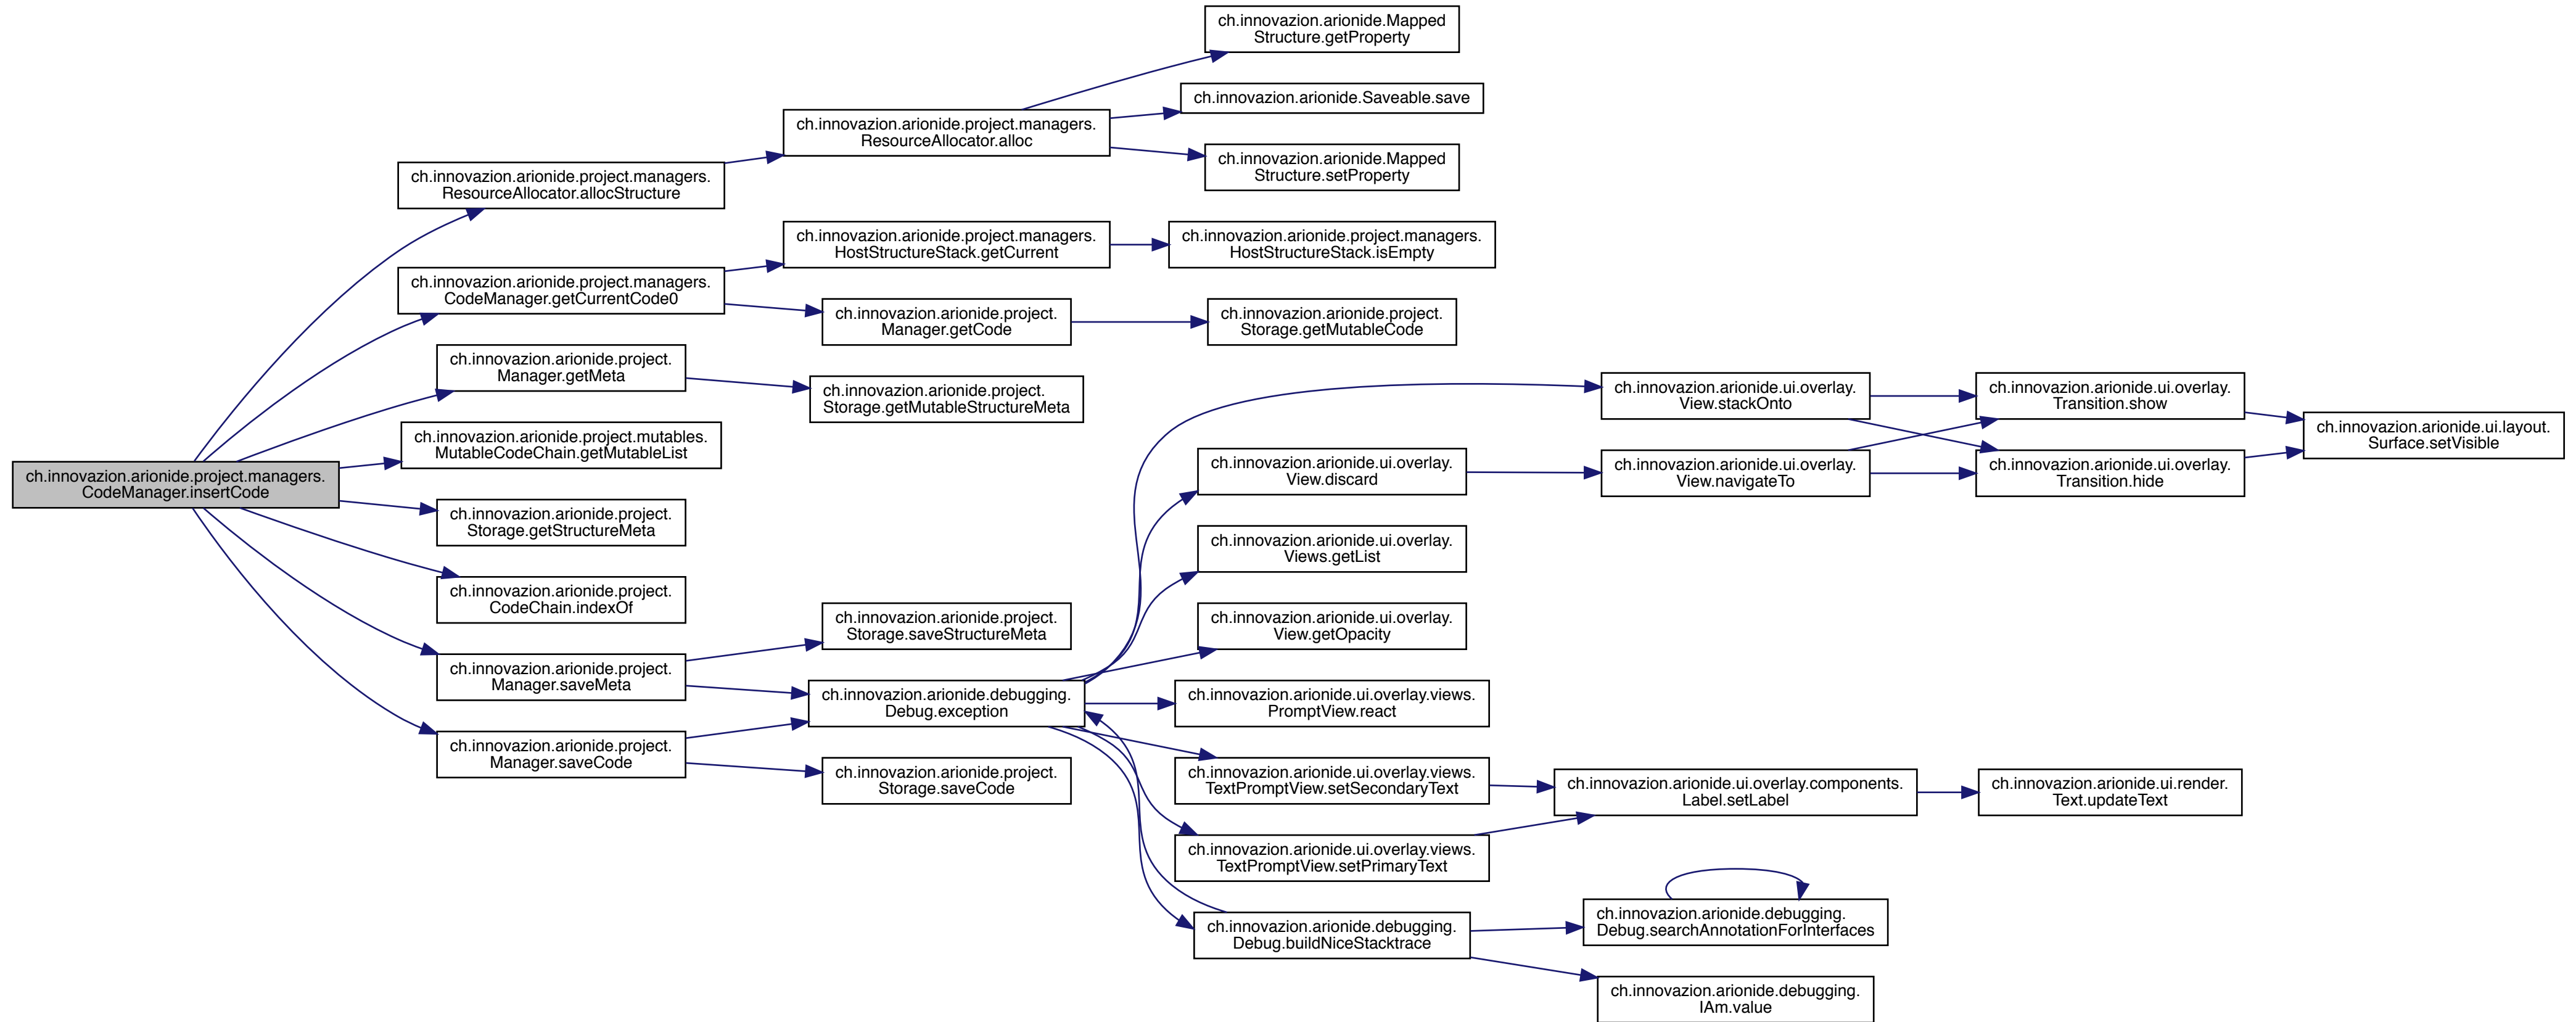 ch.innovazion.arionide.project.managers.
CodeManager.insertCode
ch.innovazion.arionide.project.managers.
ResourceAllocator.allocStructure
ch.innovazion.arionide.project.managers.
CodeManager.getCurrentCode0
ch.innovazion.arionide.project.
Manager.getMeta
ch.innovazion.arionide.project.mutables.
MutableCodeChain.getMutableList
ch.innovazion.arionide.project.
Storage.getStructureMeta
ch.innovazion.arionide.project.
CodeChain.indexOf
ch.innovazion.arionide.project.
Manager.saveMeta
ch.innovazion.arionide.project.
Manager.saveCode
ch.innovazion.arionide.project.managers.
ResourceAllocator.alloc
ch.innovazion.arionide.project.managers.
HostStructureStack.getCurrent
ch.innovazion.arionide.project.
Manager.getCode
ch.innovazion.arionide.project.
Storage.getMutableStructureMeta
ch.innovazion.arionide.project.
Storage.saveStructureMeta
ch.innovazion.arionide.debugging.
Debug.exception
ch.innovazion.arionide.project.
Storage.saveCode
ch.innovazion.arionide.Mapped
Structure.getProperty
ch.innovazion.arionide.Saveable.save
ch.innovazion.arionide.Mapped
Structure.setProperty
ch.innovazion.arionide.project.managers.
HostStructureStack.isEmpty
ch.innovazion.arionide.project.
Storage.getMutableCode
ch.innovazion.arionide.ui.overlay.
View.discard
ch.innovazion.arionide.ui.overlay.
Views.getList
ch.innovazion.arionide.ui.overlay.
View.getOpacity
ch.innovazion.arionide.ui.overlay.views.
PromptView.react
ch.innovazion.arionide.ui.overlay.views.
TextPromptView.setSecondaryText
ch.innovazion.arionide.ui.overlay.views.
TextPromptView.setPrimaryText
ch.innovazion.arionide.debugging.
Debug.buildNiceStacktrace
ch.innovazion.arionide.ui.overlay.
View.stackOnto
ch.innovazion.arionide.ui.overlay.
View.navigateTo
ch.innovazion.arionide.ui.overlay.components.
Label.setLabel
ch.innovazion.arionide.debugging.
Debug.searchAnnotationForInterfaces
ch.innovazion.arionide.debugging.
IAm.value
ch.innovazion.arionide.ui.overlay.
Transition.show
ch.innovazion.arionide.ui.overlay.
Transition.hide
ch.innovazion.arionide.ui.render.
Text.updateText
ch.innovazion.arionide.ui.layout.
Surface.setVisible